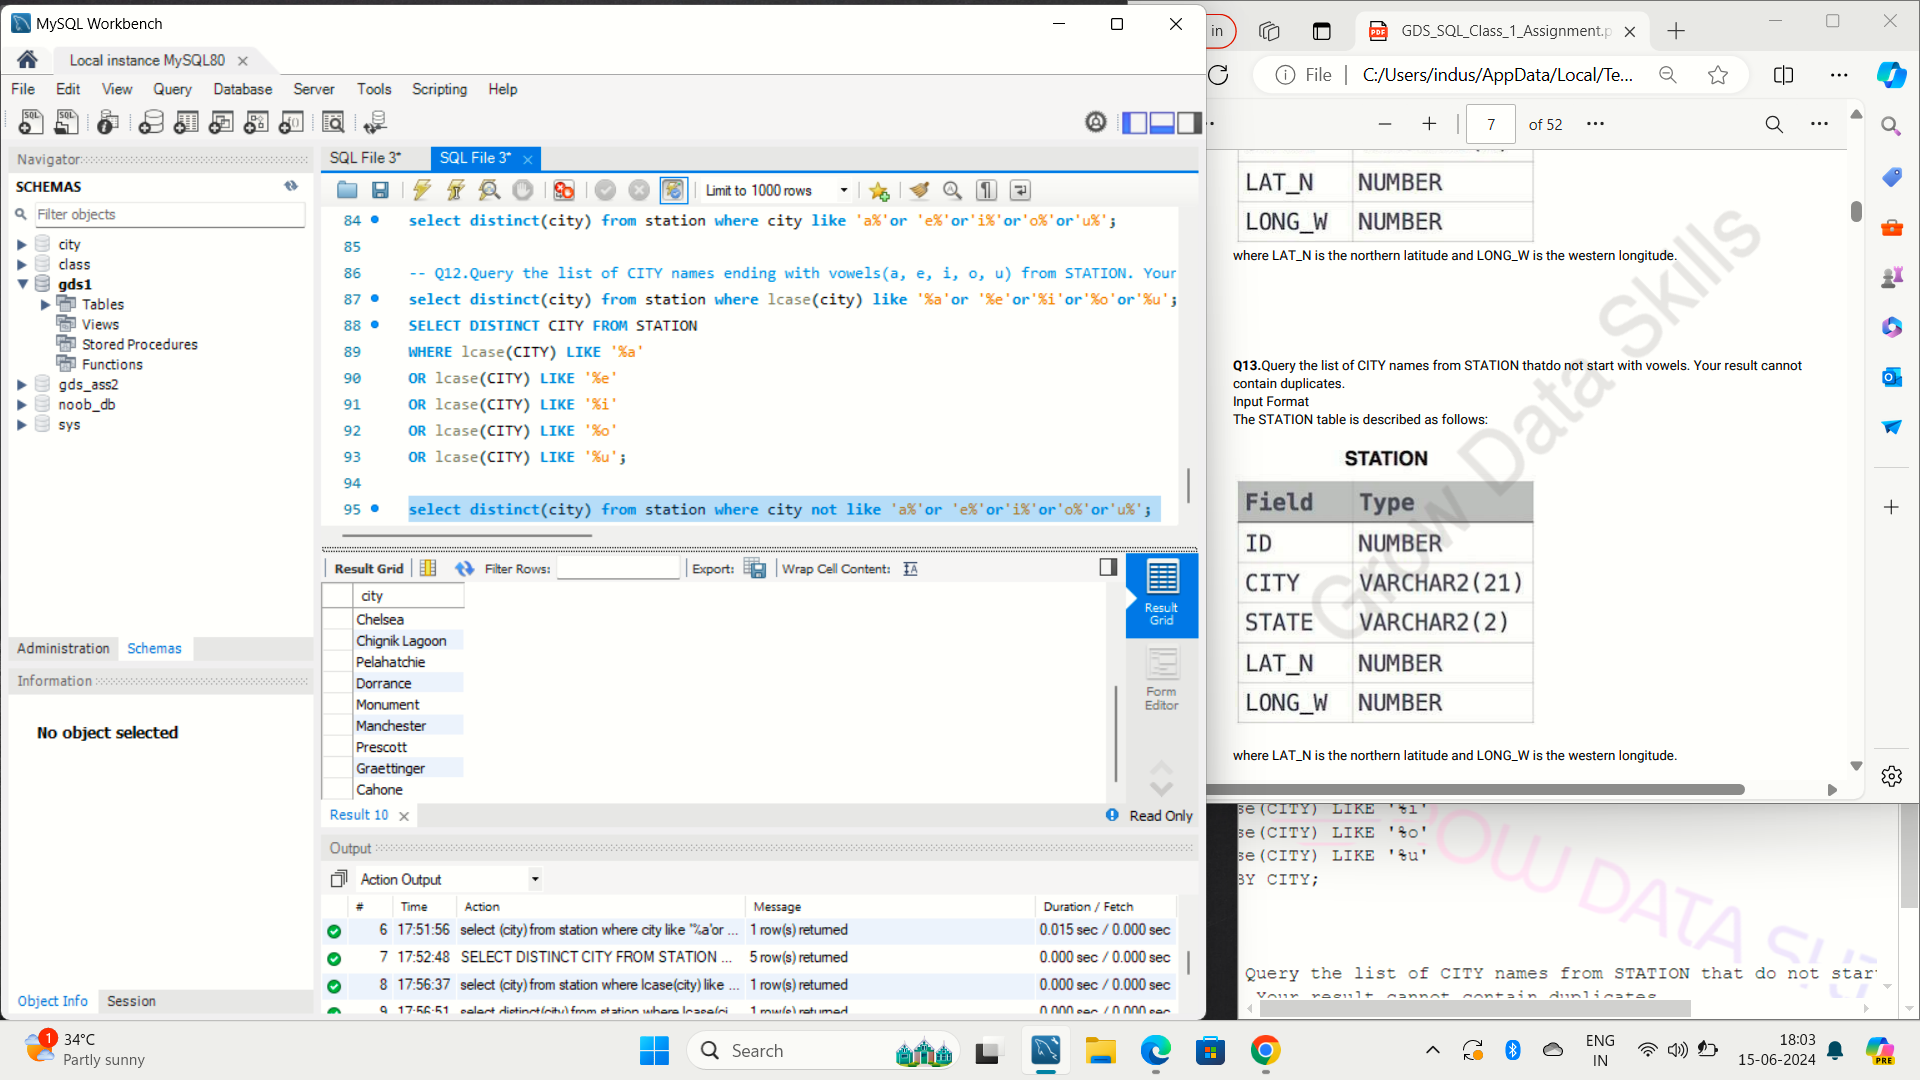 MySQL Workbench
Local instance MySQL80
File Edit View Query Database Server Tools Scripting Help
Navigator
SCHEMAS
Filter objects
city
class
gds1
Tables
Views
Stored Procedures
Functions
gds_ass2
noob_db
sys
Administration Schemas
Information
No object selected
Object Info Session
SQL File 3* SQL File 3*
Limit to 1000 rows
84 select distinct(city) from station where city like 'a%'or 'e%'or'i%'or'o%'or'u%';
85
86 -- Q12.Query the list of CITY names ending with vowels(a, e, i, o, u) from STATION. Your
87 select distinct(city) from station where lcase(city) like '%a'or '%e'or'%i'or'%o'or'%u';
88 SELECT DISTINCT CITY FROM STATION
89 WHERE lcase(CITY) LIKE '%a'
90 OR lcase(CITY) LIKE '%e'
91 OR lcase(CITY) LIKE '%i'
92 OR lcase(CITY) LIKE '%o'
93 OR lcase(CITY) LIKE '%u';
94
95 select distinct(city) from station where city not like 'a%'or 'e%'or'i%'or'o%'or'u%';
Result Grid Filter Rows: Export: Wrap Cell Content:
city
Chelsea
Chignik Lagoon
Pelahatchie
Dorrance
Monument
Manchester
Prescott
Graettinger
Cahone
Result Grid
Form Editor
Result 10
Read Only
Output
Action Output
# Time Action Message Duration / Fetch
6 17:51:56 select (city) from station where city like '%a'or ... 1 row(s) returned 0.015 sec / 0.000 sec
7 17:52:48 SELECT DISTINCT CITY FROM STATION ... 5 row(s) returned 0.000 sec / 0.000 sec
8 17:56:37 select (city) from station where lcase(city) like ... 1 row(s) returned 0.000 sec / 0.000 sec
9 17:56:51 select distinct(city) from station where lcase(ci... 1 row(s) returned 0.000 sec / 0.000 sec
in
GDS_SQL_Class_1_Assignment.p
File C:/Users/indus/AppData/Local/Te...
7 of 52
LAT_N NUMBER
LONG_W NUMBER
where LAT_N is the northern latitude and LONG_W is the western longitude.
Q13.Query the list of CITY names from STATION thatdo not start with vowels. Your result cannot
contain duplicates.
Input Format
The STATION table is described as follows:
STATION
Field Type
ID NUMBER
CITY VARCHAR2(21)
STATE VARCHAR2(2)
LAT_N NUMBER
LONG_W NUMBER
where LAT_N is the northern latitude and LONG_W is the western longitude.
Grow Data Skills
se(CITY) LIKE '%i'
se(CITY) LIKE '%o'
se(CITY) LIKE '%u'
BY CITY;
Query the list of CITY names from STATION that do not star
Your result cannot contain duplicates
1
34°C
Partly sunny
Search
ENG
IN
18:03
15-06-2024
PRE